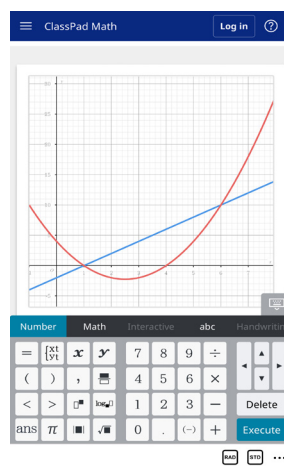 ClassPad Math
Log in
?
Number Math Interactive abc Handwritin
= x y 7 8 9 ÷
( ) , 4 5 6 ×
< > 1 2 3 − Delete
ans π 0 . (−) + Execute
RAD STD ...